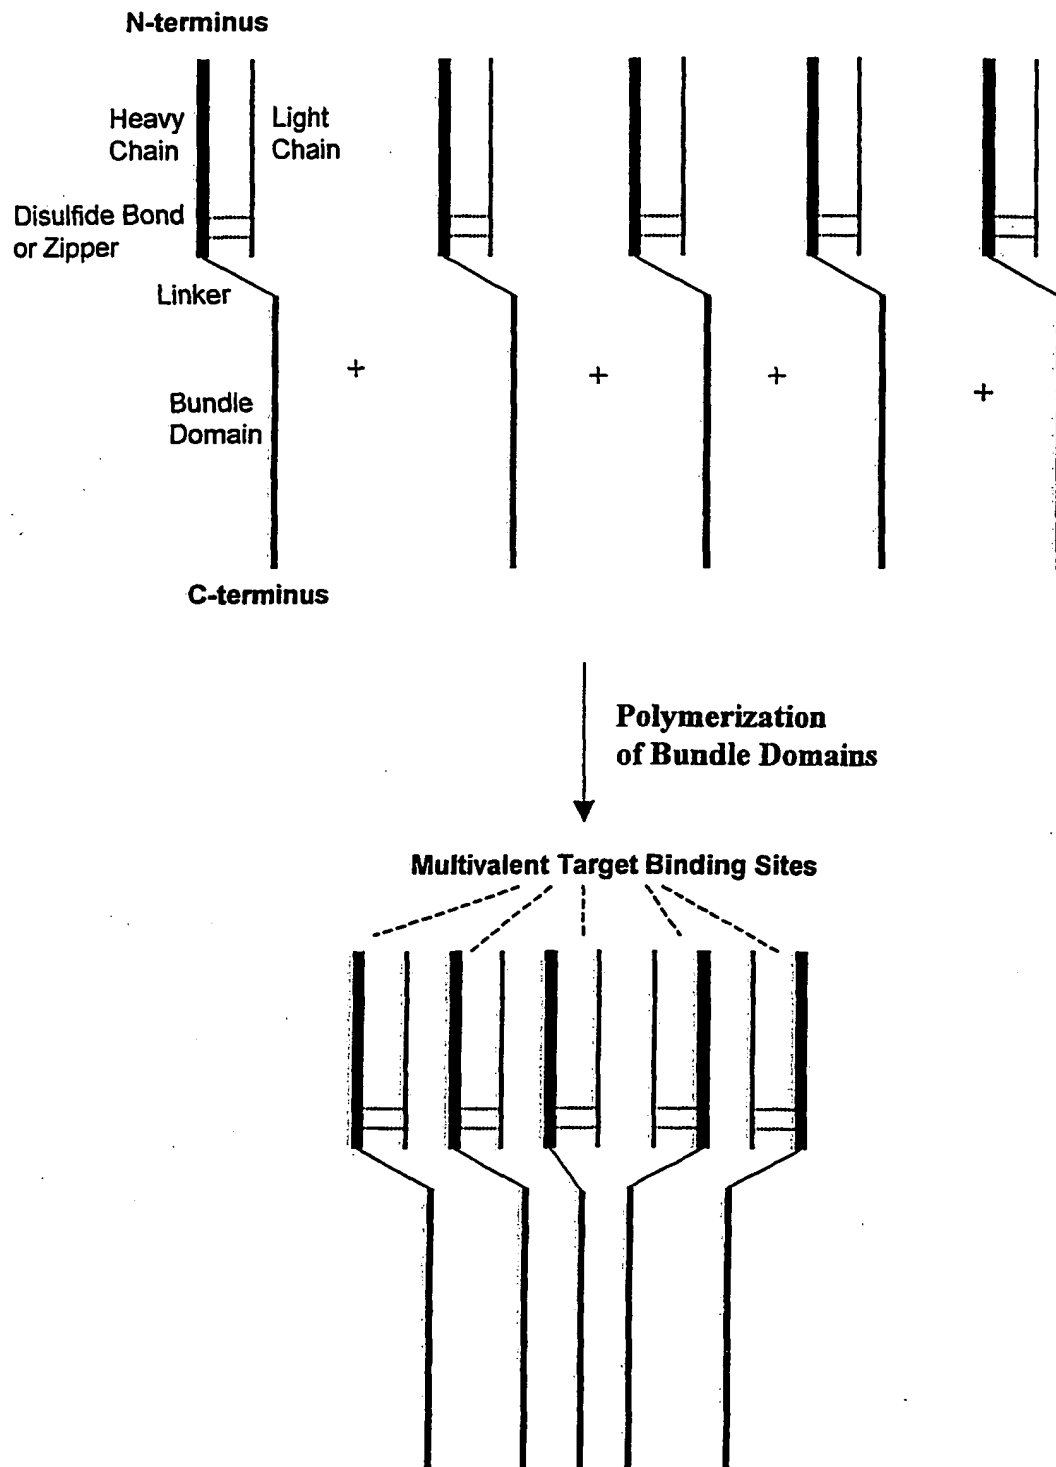 N-terminus
Heavy
Chain
Light
Chain
Disulfide Bond
or Zipper
Linker
+
+
+
+
Bundle
Domain
C-terminus
Polymerization
of Bundle Domains
Multivalent Target Binding Sites